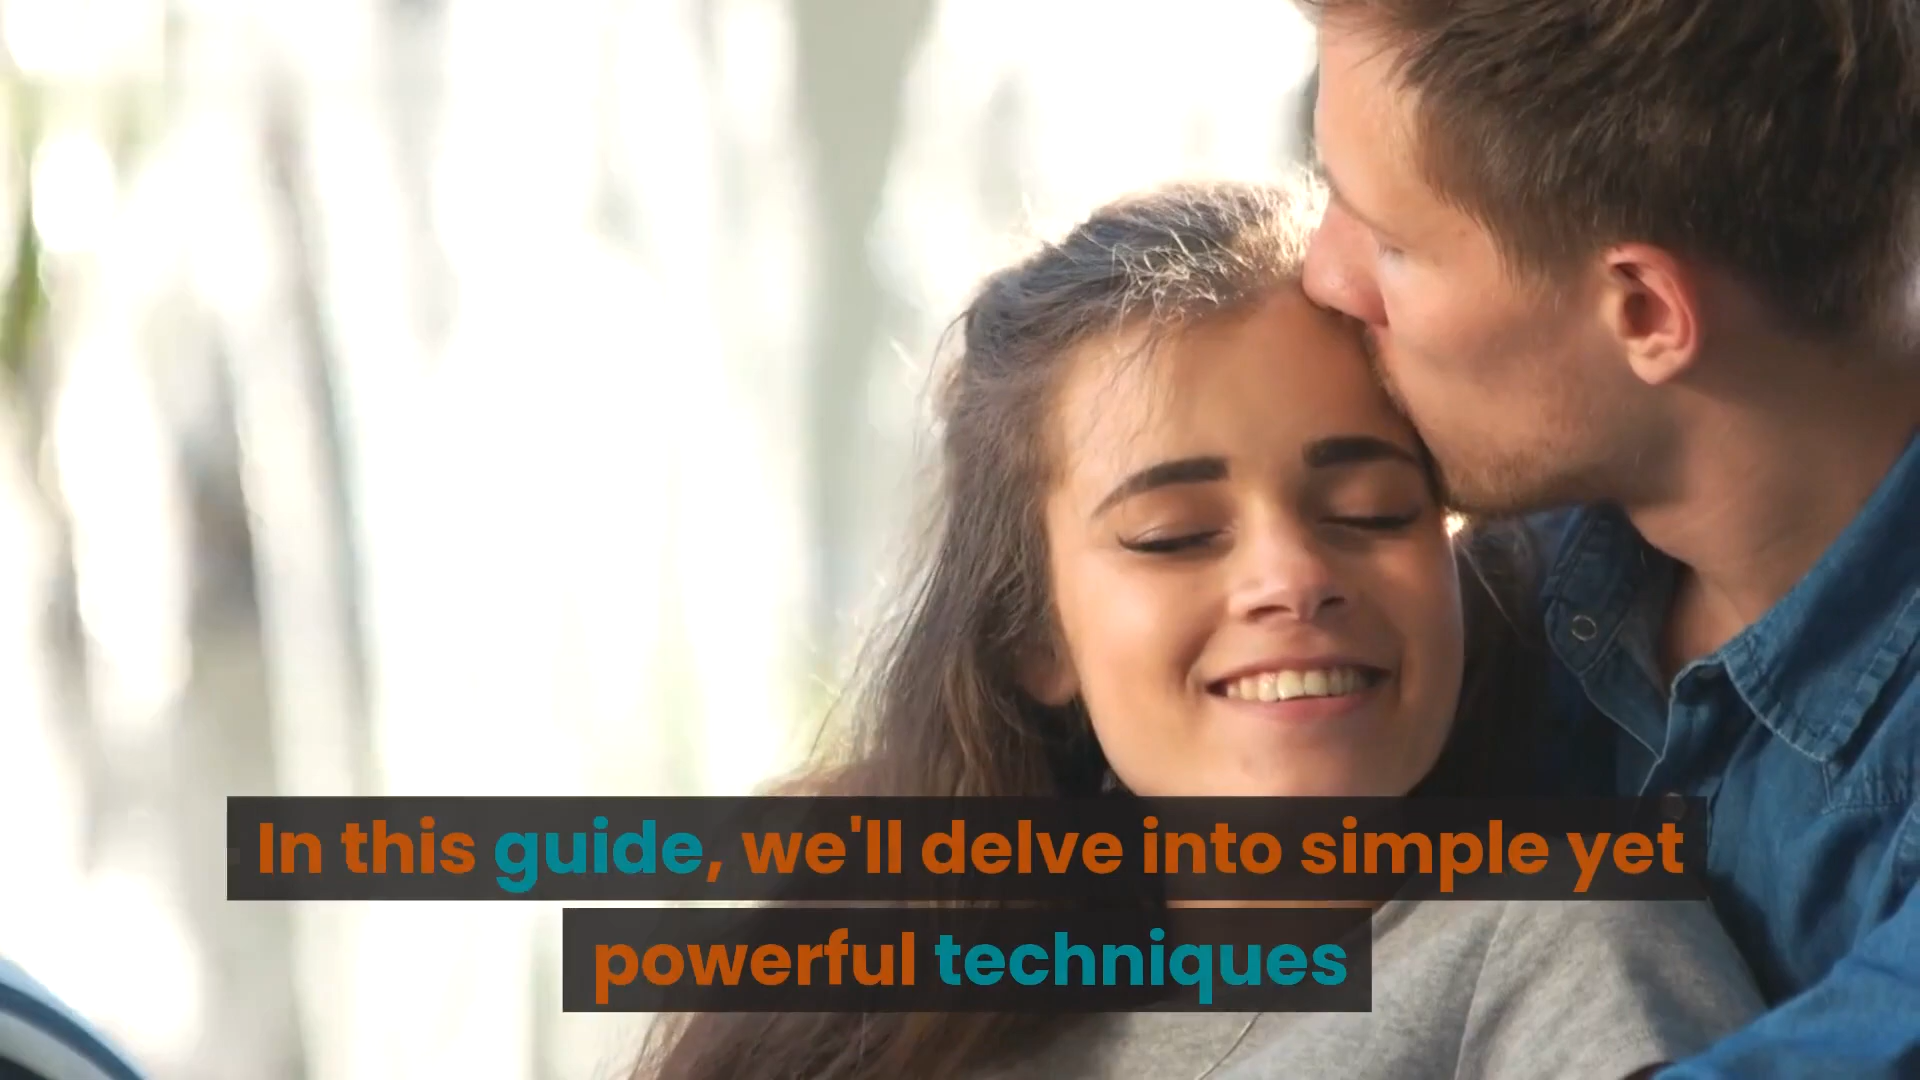 In this guide, we'll delve into simple yet
powerful techniques